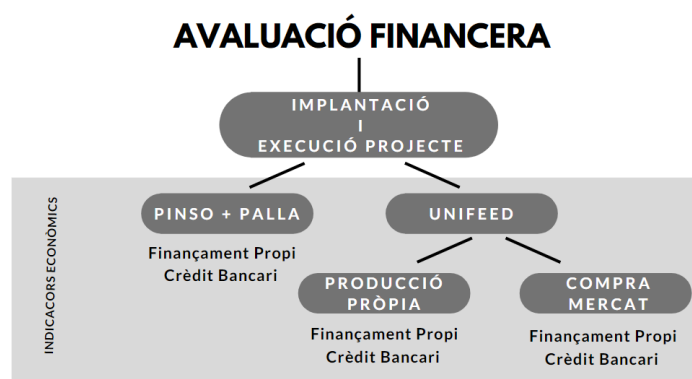 AVALUACIÓ FINANCERA
IMPLANTACIÓ
I
EXECUCIÓ PROJECTE
INDICACORS ECONÒMICS
PINSO + PALLA
Finançament Propi
Crèdit Bancari
UNIFEED
PRODUCCIÓ
PRÒPIA
Finançament Propi
Crèdit Bancari
COMPRA
MERCAT
Finançament Propi
Crèdit Bancari